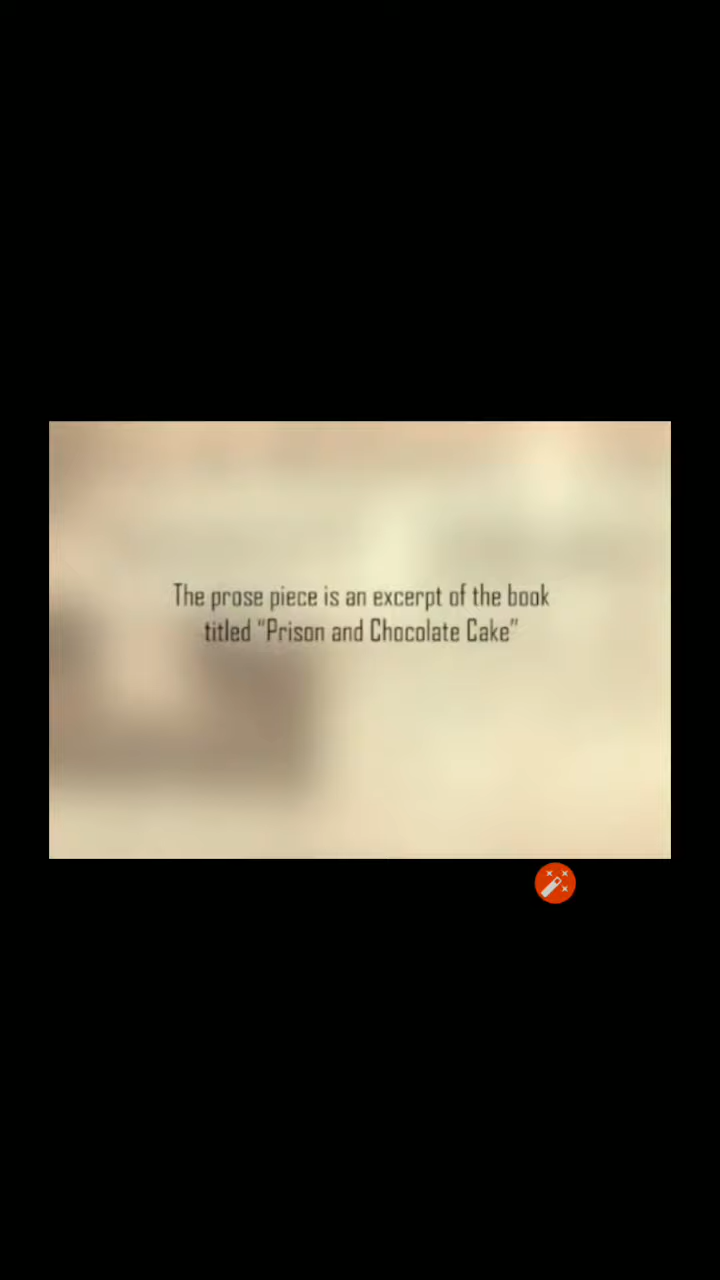 The prose piece is an excerpt of the book
titled "Prison and Chocolate Cake"